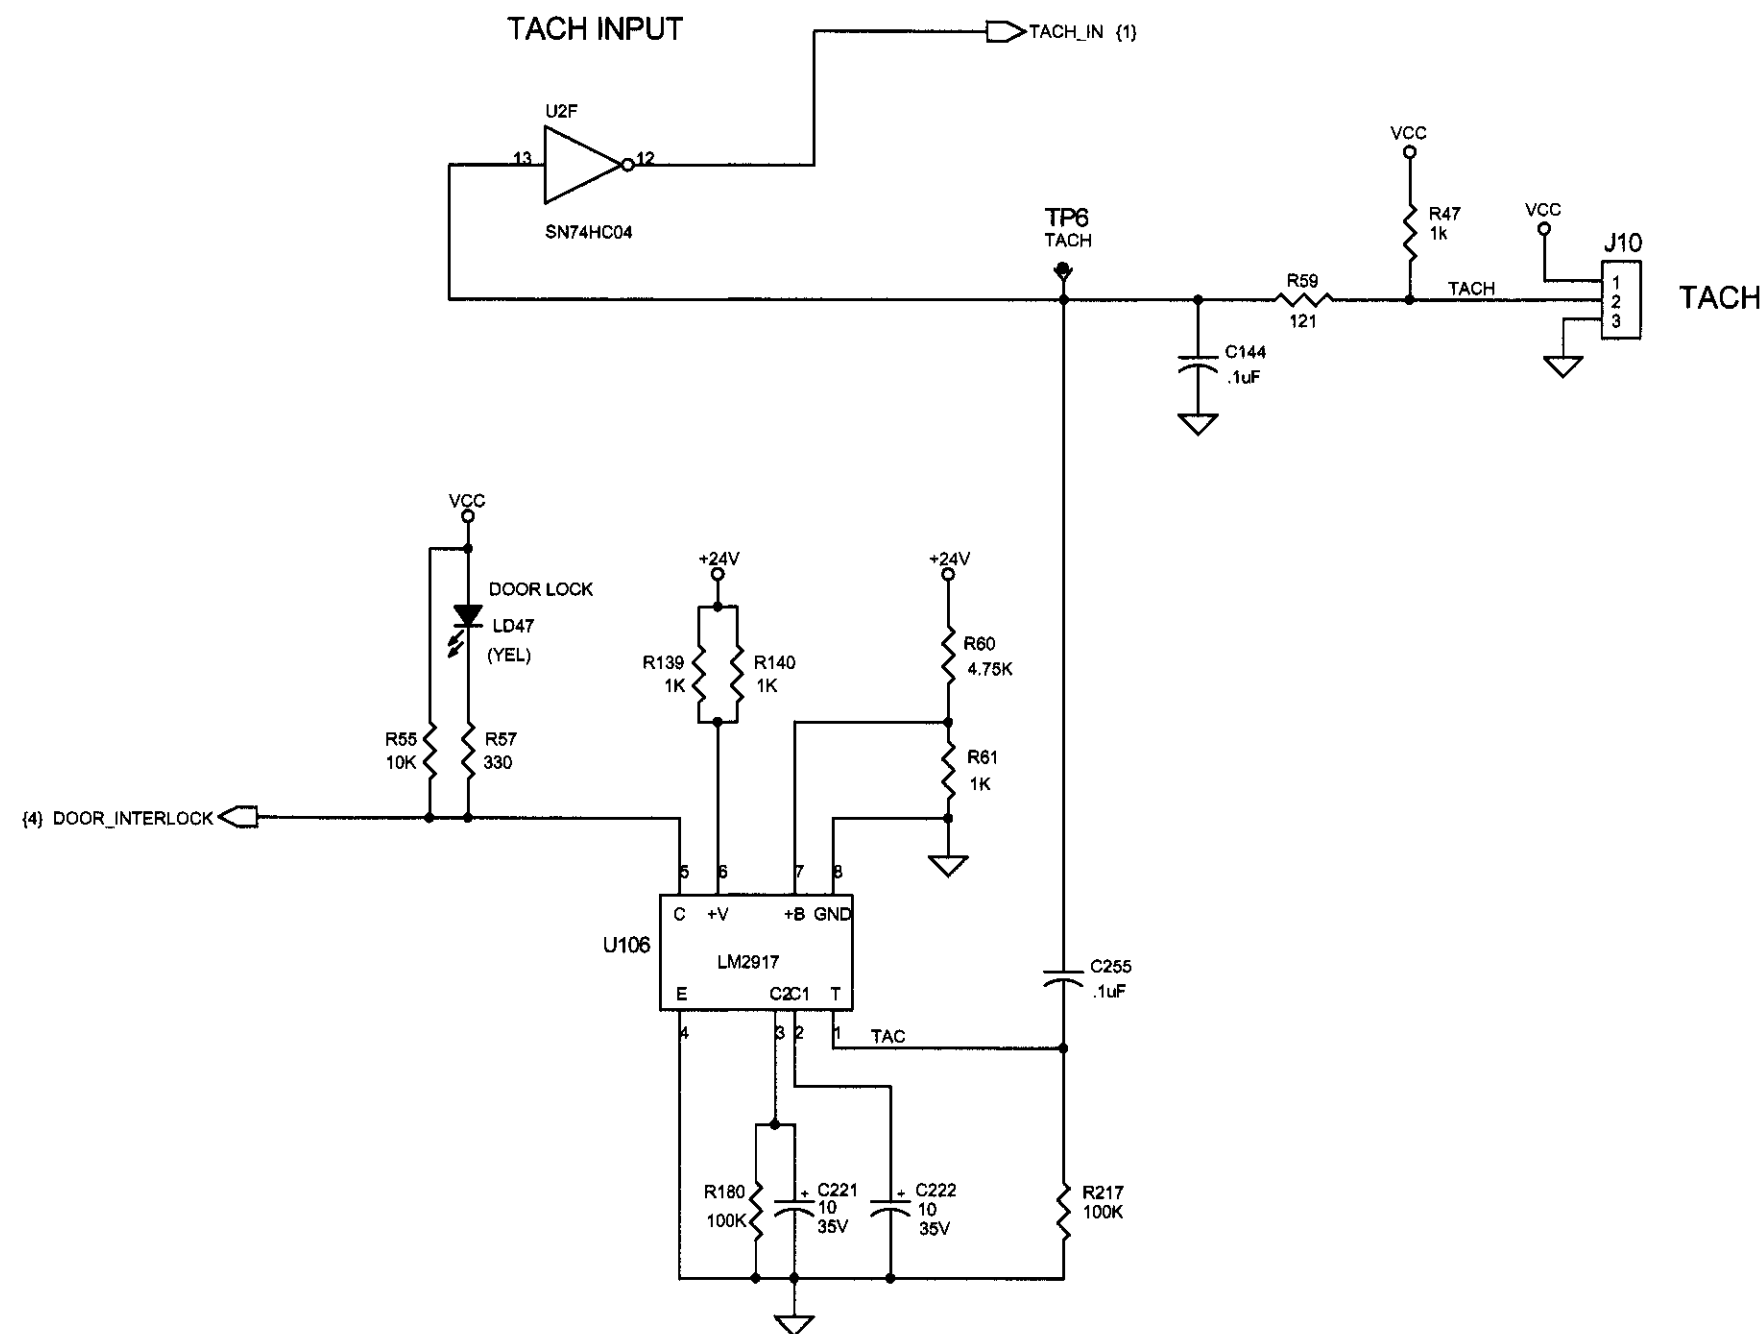 TACH INPUT
TACH_IN {1}
U2F
13
12
SN74HC04
VCC
R47
1k
VCC
J10
TP6
TACH
R59
121
TACH
1
2
3
TACH
C144
.1uF
VCC
DOOR LOCK
LD47
(YEL)
+24V
+24V
R139
1K
R140
1K
R60
4.75K
R55
10K
R57
330
R61
1K
{4} DOOR_INTERLOCK
5
6
7
8
C
+V
+B
GND
U106
LM2917
C255
.1uF
E
C2
C1
T
4
3
2
1
TAC
R180
100K
+
C221
10
35V
+
C222
10
35V
R217
100K